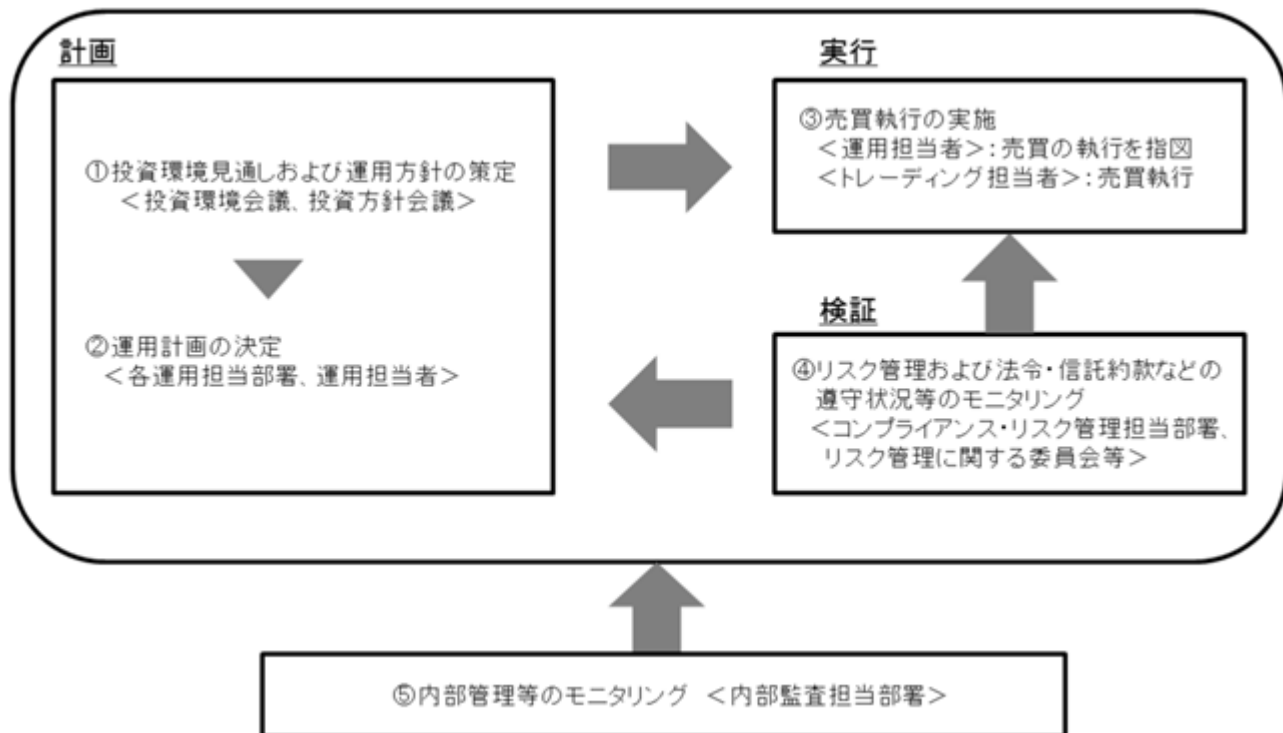 計画
①投資環境見通しおよび運用方針の策定
＜投資環境会議、投資方針会議＞
②運用計画の決定
＜各運用担当部署、運用担当者＞
実行
③売買執行の実施
＜運用担当者＞：売買の執行を指図
＜トレーディング担当者＞：売買執行
検証
④リスク管理および法令・信託約款などの
遵守状況等のモニタリング
＜コンプライアンス・リスク管理担当部署、
リスク管理に関する委員会等＞
⑤内部管理等のモニタリング ＜内部監査担当部署＞